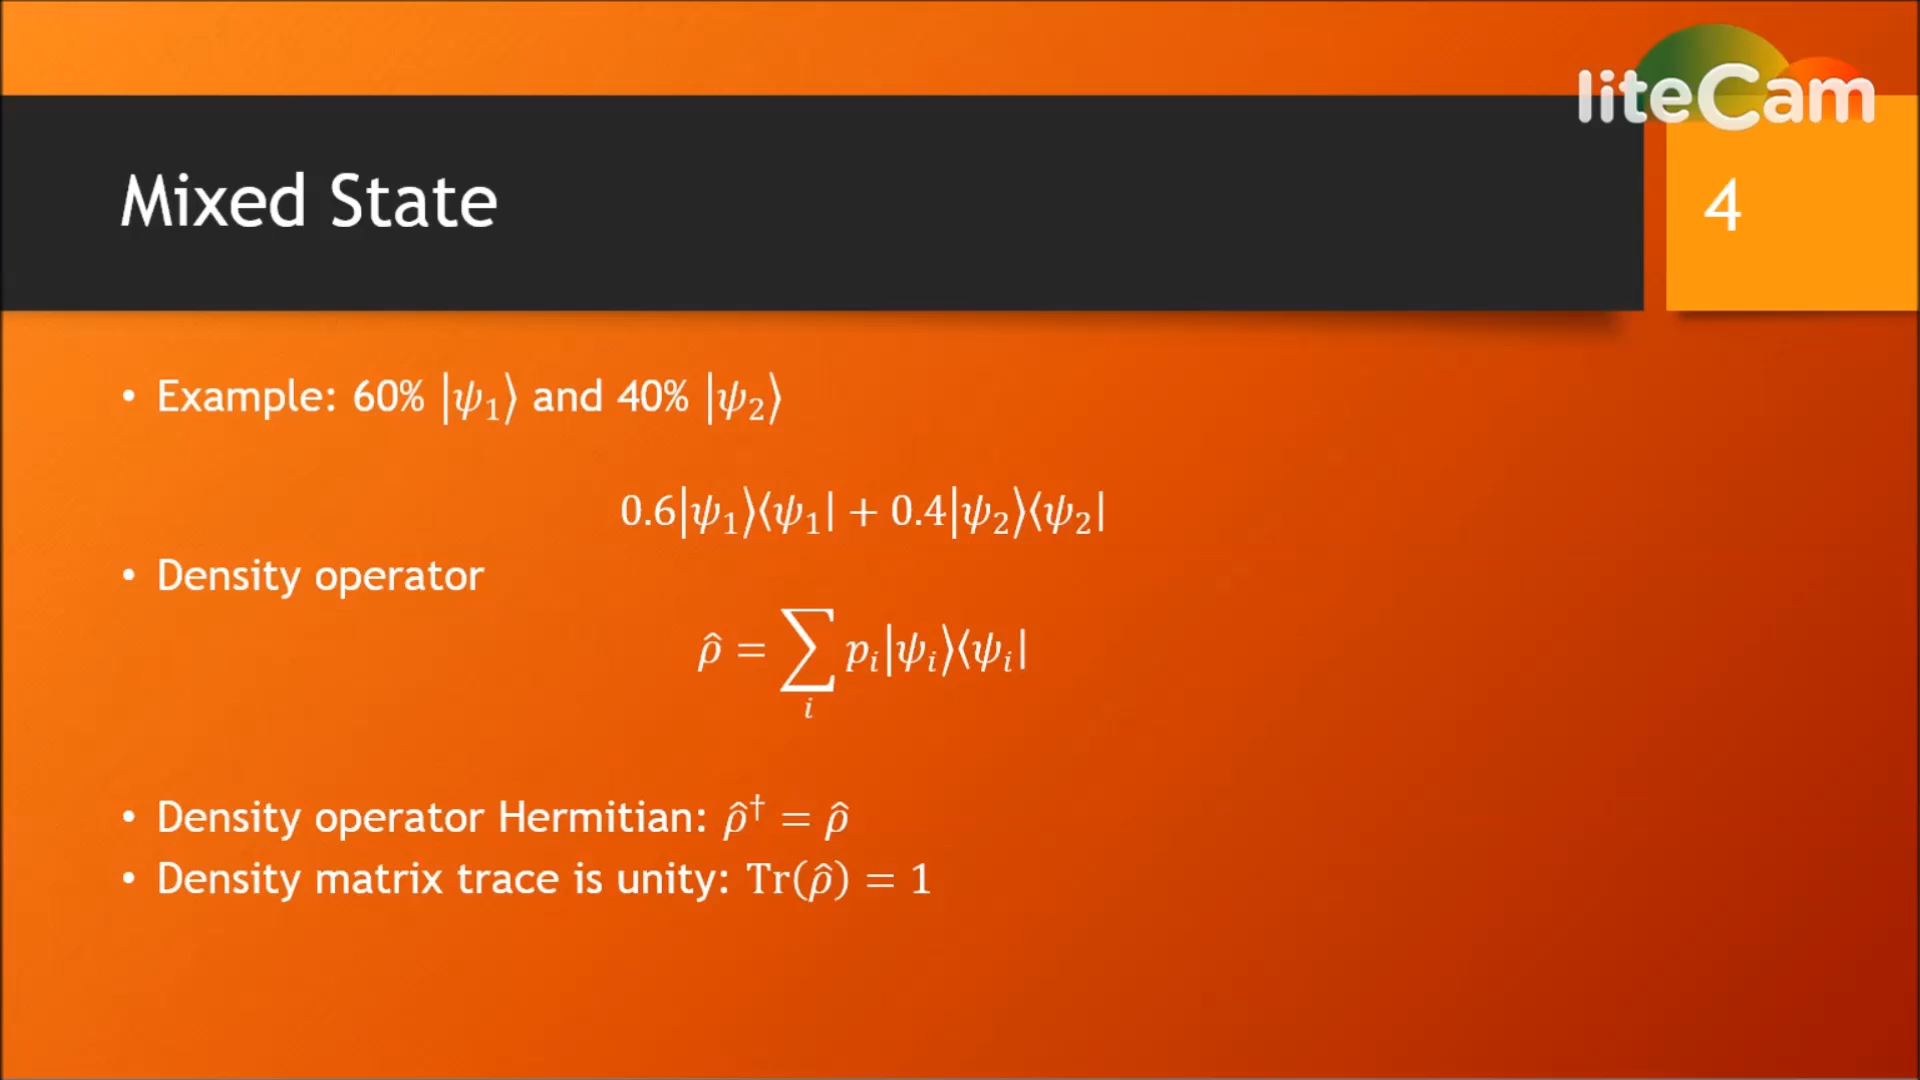 liteCam
Mixed State
4
• Example: 60% |ψ₁⟩ and 40% |ψ₂⟩
0.6|ψ₁⟩⟨ψ₁| + 0.4|ψ₂⟩⟨ψ₂|
• Density operator
ρ̂ = ∑ᵢ pᵢ|ψᵢ⟩⟨ψᵢ|
• Density operator Hermitian: ρ̂† = ρ̂
• Density matrix trace is unity: Tr(ρ̂) = 1